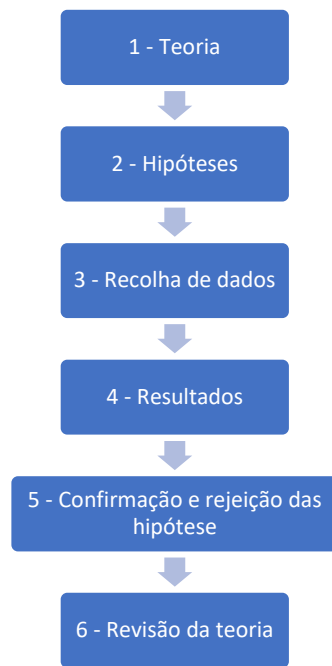 1 - Teoria
2 - Hipóteses
3 - Recolha de dados
4 - Resultados
5 - Confirmação e rejeição das
hipótese
6 - Revisão da teoria